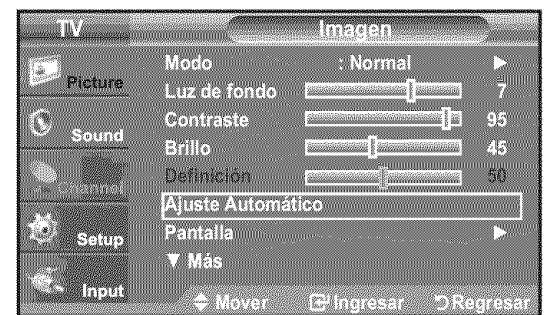 TV Imagen
Picture
Sound
Channel
Setup
Input
Modo : Normal ▶
Luz de fondo 7
Contraste 95
Brillo 45
Definición 50
Ajuste Automático
Pantalla ▶
▼ Más
Mover Ingresar Regresar